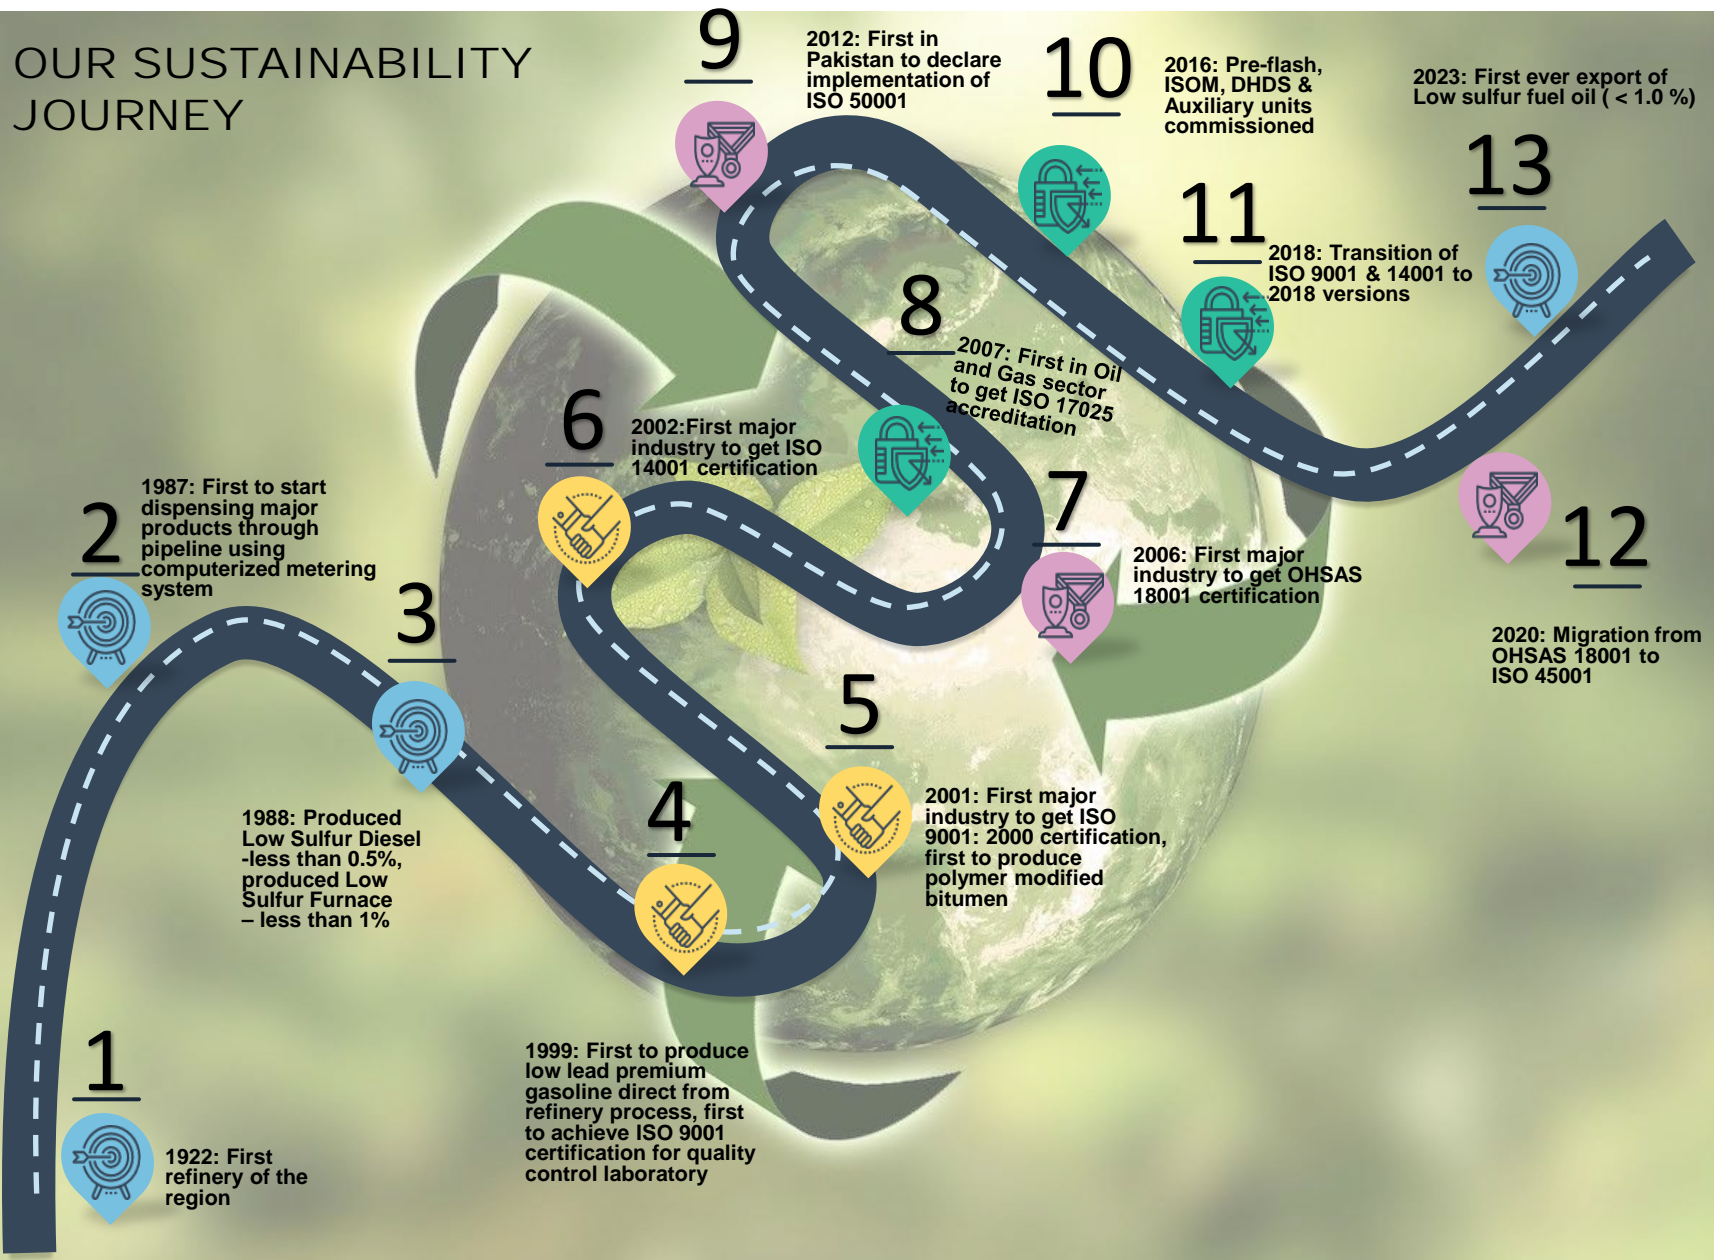 OUR SUSTAINABILITY
JOURNEY
1
1922: First
refinery of the
region
2
1987: First to start
dispensing major
products through
pipeline using
computerized metering
system
3
1988: Produced
Low Sulfur Diesel
-less than 0.5%,
produced Low
Sulfur Furnace
– less than 1%
4
1999: First to produce
low lead premium
gasoline direct from
refinery process, first
to achieve ISO 9001
certification for quality
control laboratory
5
2001: First major
industry to get ISO
9001: 2000 certification,
first to produce
polymer modified
bitumen
6
2002:First major
industry to get ISO
14001 certification
7
2006: First major
industry to get OHSAS
18001 certification
8
2007: First in Oil
and Gas sector
to get ISO 17025
accreditation
9
2012: First in
Pakistan to declare
implementation of
ISO 50001
10
2016: Pre-flash,
ISOM, DHDS &
Auxiliary units
commissioned
11
2018: Transition of
ISO 9001 & 14001 to
2018 versions
12
2020: Migration from
OHSAS 18001 to
ISO 45001
13
2023: First ever export of
Low sulfur fuel oil ( < 1.0 %)